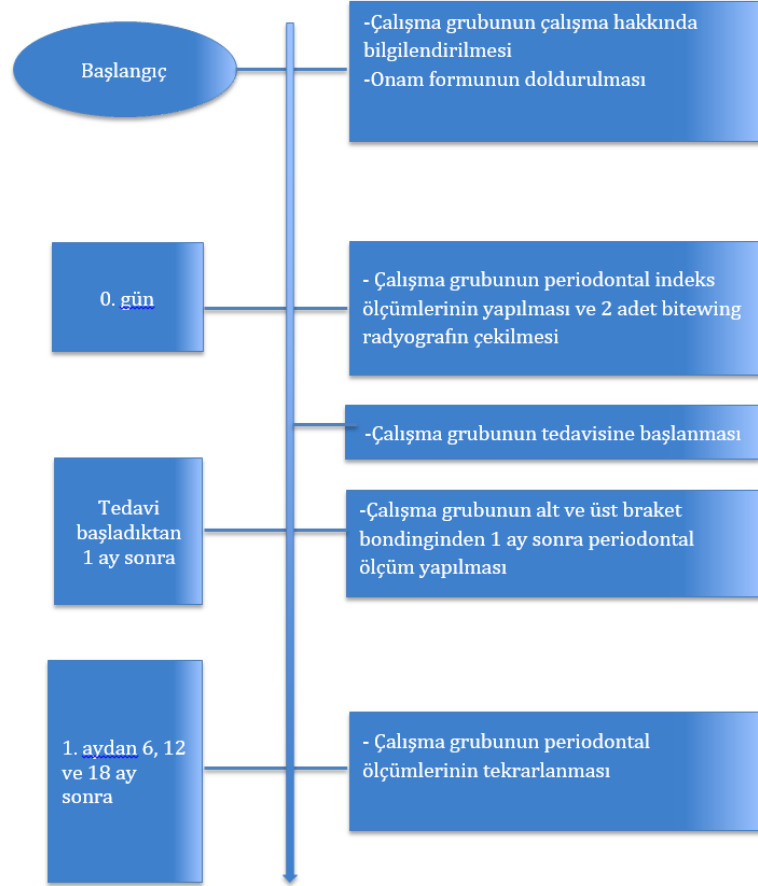 Başlangıç
-Çalışma grubunun çalışma hakkında
bilgilendirilmesi
-Onam formunun doldurulması
0. gün
- Çalışma grubunun periodontal indeks
ölçümlerinin yapılması ve 2 adet bitewing
radyografın çekilmesi
-Çalışma grubunun tedavisine başlanması
Tedavi
başladıktan
1 ay sonra
-Çalışma grubunun alt ve üst braket
bondinginden 1 ay sonra periodontal
ölçüm yapılması
1. aydan 6, 12
ve 18 ay
sonra
- Çalışma grubunun periodontal
ölçümlerinin tekrarlanması